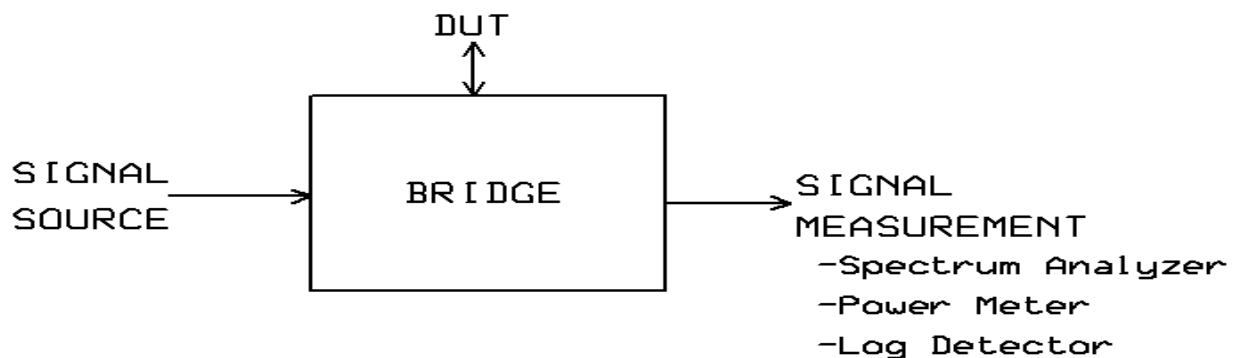 DUT
SIGNAL
SOURCE
BRIDGE
SIGNAL
MEASUREMENT
-Spectrum Analyzer
-Power Meter
-Log Detector